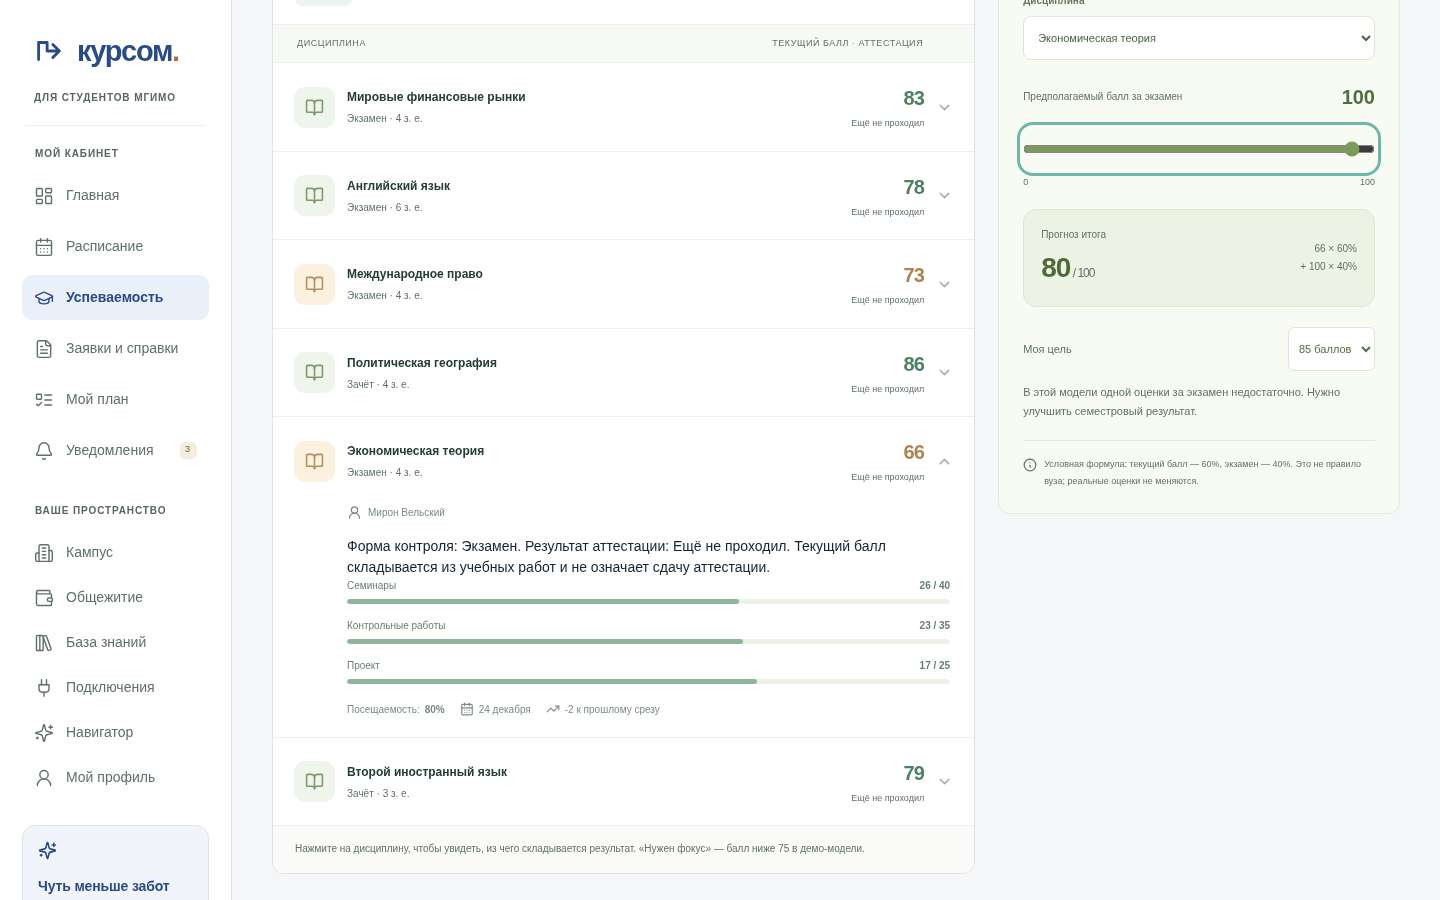 курсом.
ДЛЯ СТУДЕНТОВ МГИМО
МОЙ КАБИНЕТ
Главная
Расписание
Успеваемость
Заявки и справки
Мой план
Уведомления
3
ВАШЕ ПРОСТРАНСТВО
Кампус
Общежитие
База знаний
Подключения
Навигатор
Мой профиль
Чуть меньше забот
ДИСЦИПЛИНА
ТЕКУЩИЙ БАЛЛ · АТТЕСТАЦИЯ
Мировые финансовые рынки
Экзамен · 4 з. е.
83
Ещё не проходил
Английский язык
Экзамен · 6 з. е.
78
Ещё не проходил
Международное право
Экзамен · 4 з. е.
73
Ещё не проходил
Политическая география
Зачёт · 4 з. е.
86
Ещё не проходил
Экономическая теория
Экзамен · 4 з. е.
66
Ещё не проходил
Мирон Вельский
Форма контроля: Экзамен. Результат аттестации: Ещё не проходил. Текущий балл
складывается из учебных работ и не означает сдачу аттестации.
Семинары
26 / 40
Контрольные работы
23 / 35
Проект
17 / 25
Посещаемость: 80%
24 декабря
-2 к прошлому срезу
Второй иностранный язык
Зачёт · 3 з. е.
79
Ещё не проходил
Нажмите на дисциплину, чтобы увидеть, из чего складывается результат. «Нужен фокус» — балл ниже 75 в демо-модели.
Дисциплина
Экономическая теория
Предполагаемый балл за экзамен
100
0
100
Прогноз итога
80 / 100
66 × 60%
+ 100 × 40%
Моя цель
85 баллов
В этой модели одной оценки за экзамен недостаточно. Нужно
улучшить семестровый результат.
Условная формула: текущий балл — 60%, экзамен — 40%. Это не правило
вуза; реальные оценки не меняются.